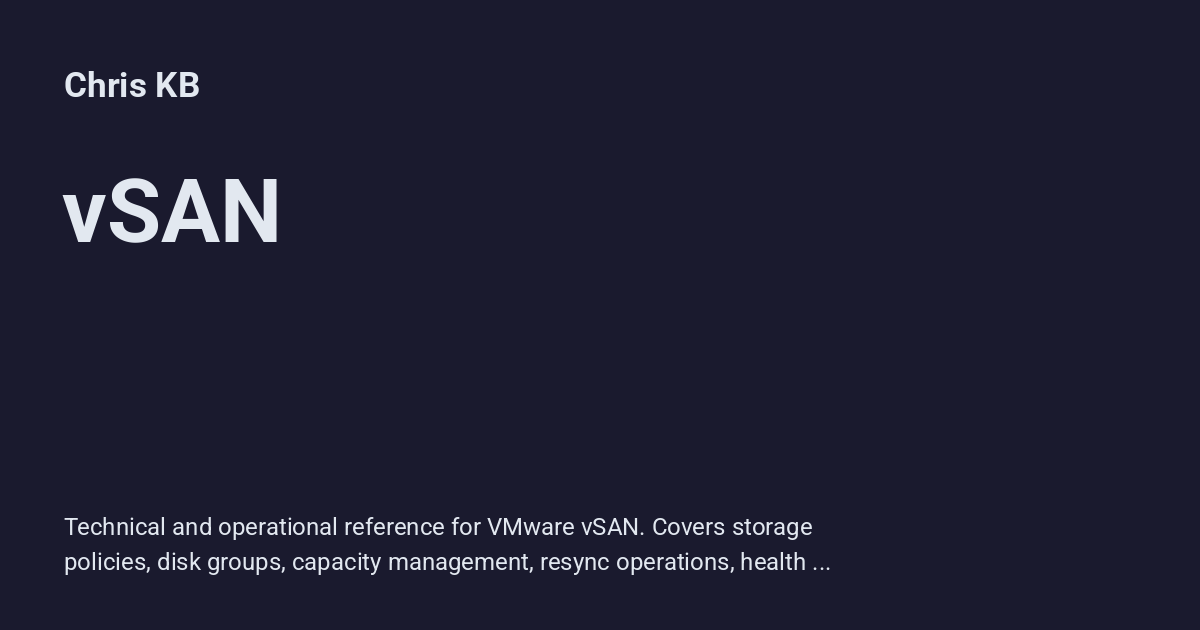 Chris KB
vSAN
Technical and operational reference for VMware vSAN. Covers storage
policies, disk groups, capacity management, resync operations, health ...